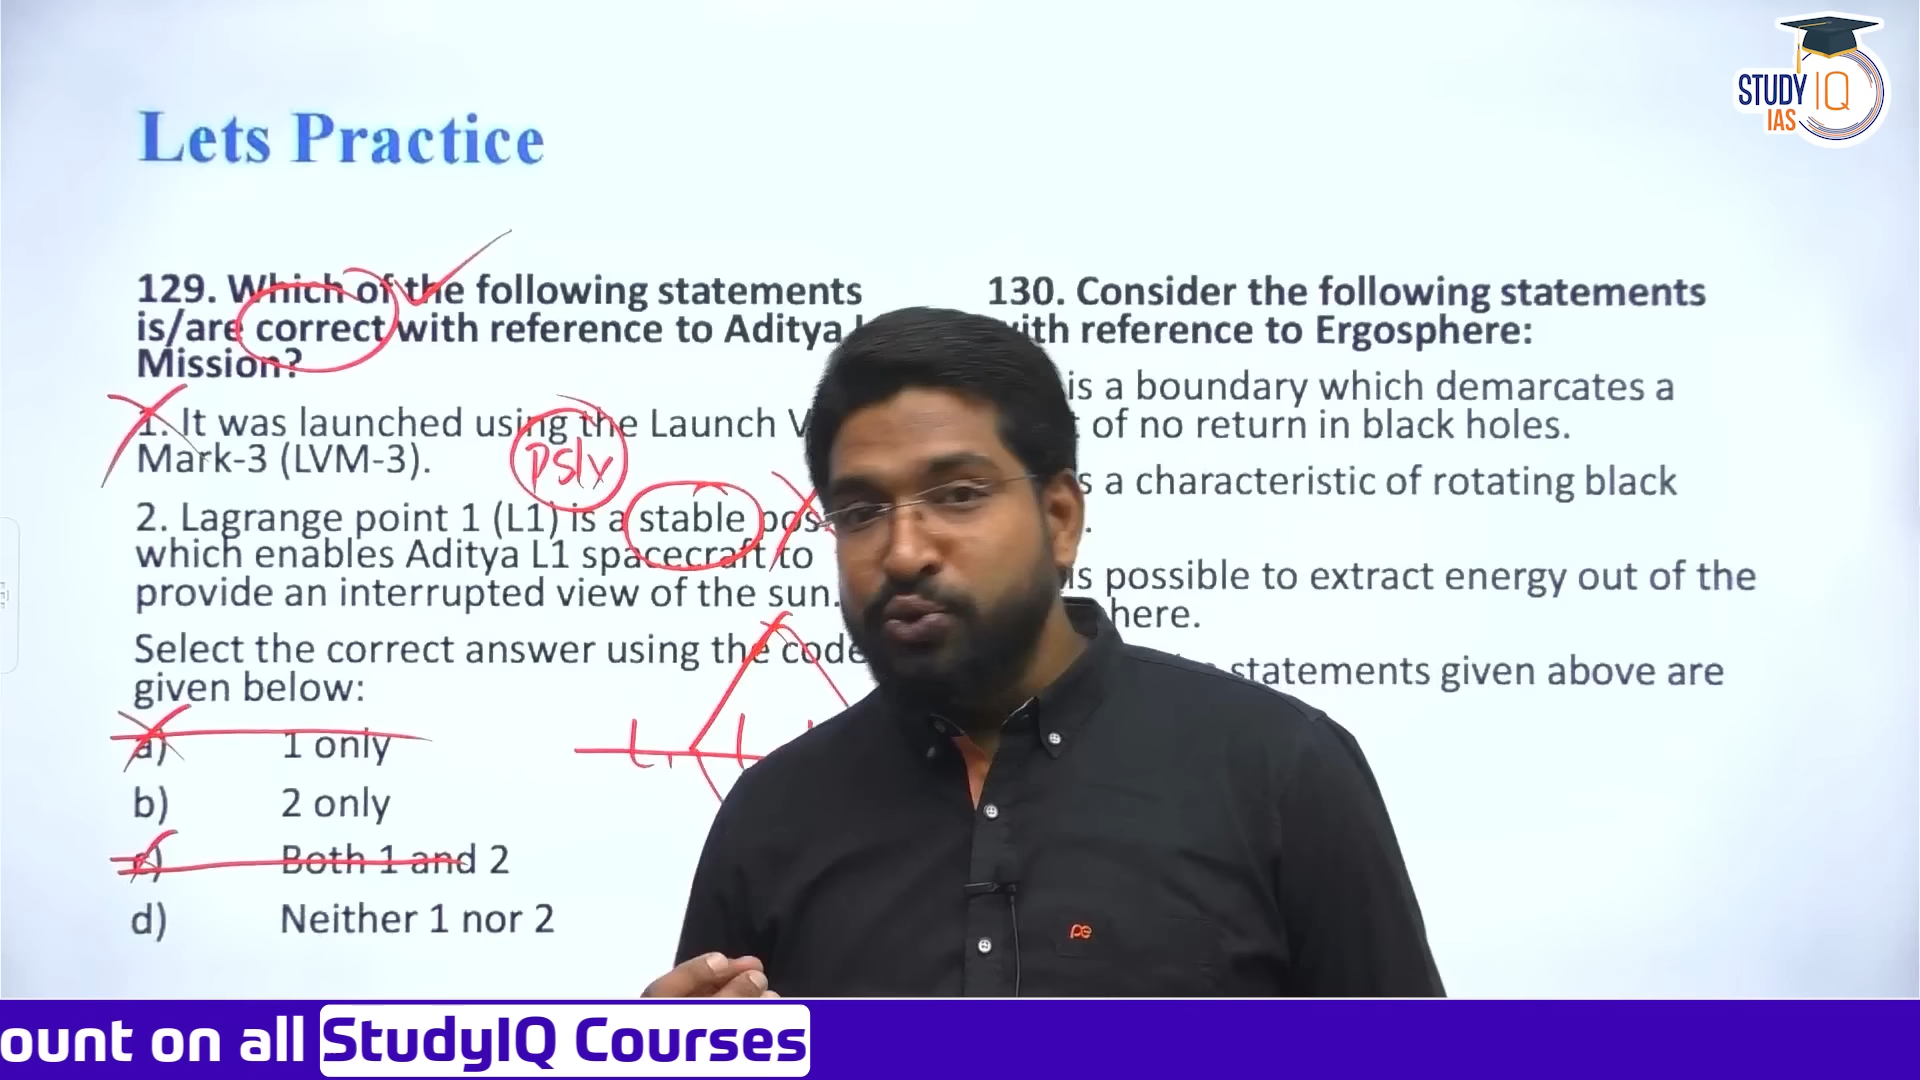 STUDY IQ
IAS
Lets Practice
129. Which of the following statements
is/are correct with reference to Aditya
Mission?
1. It was launched using the Launch
Mark-3 (LVM-3).
pslv
2. Lagrange point 1 (L1) is a stable
which enables Aditya L1 spacecraft to
provide an interrupted view of the sun.
Select the correct answer using the code
given below:
a) 1 only
b) 2 only
c) Both 1 and 2
d) Neither 1 nor 2
130. Consider the following statements
with reference to Ergosphere:
is a boundary which demarcates a
of no return in black holes.
a characteristic of rotating black
is possible to extract energy out of the
statements given above are
on all StudyIQ Courses